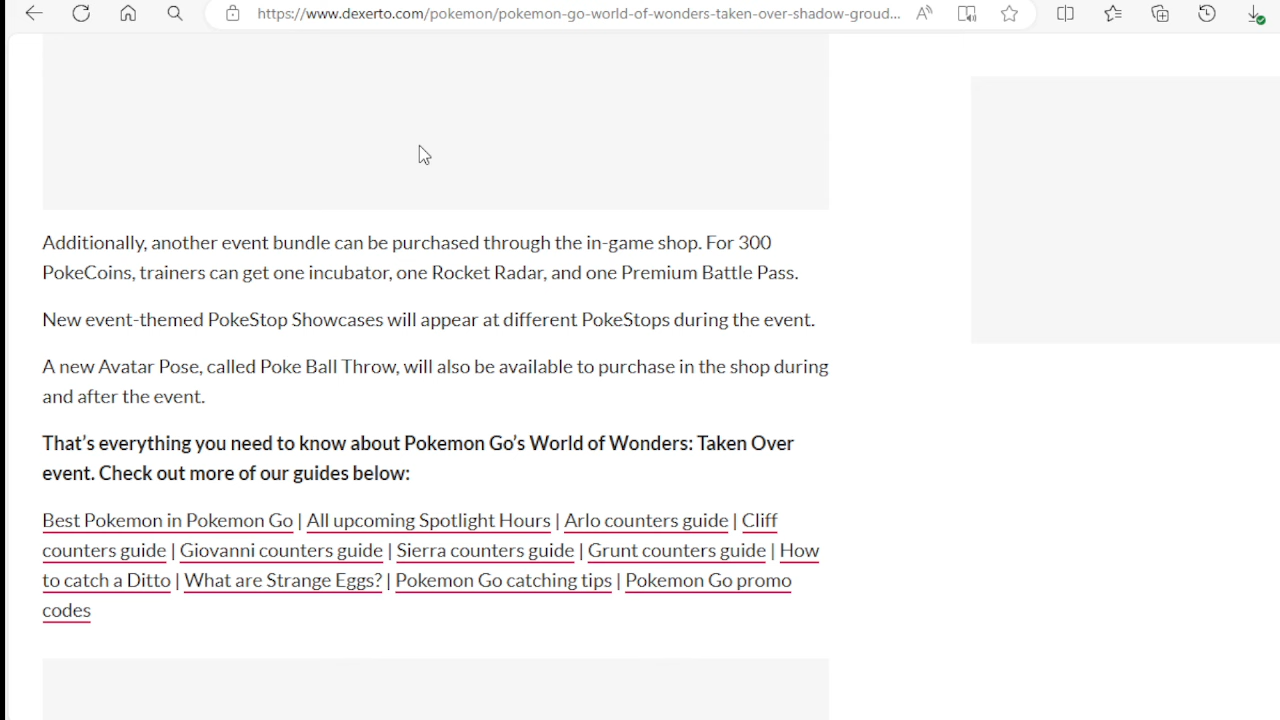 https://www.dexerto.com/pokemon/pokemon-go-world-of-wonders-taken-over-shadow-groud...
Additionally, another event bundle can be purchased through the in-game shop. For 300
PokeCoins, trainers can get one incubator, one Rocket Radar, and one Premium Battle Pass.
New event-themed PokeStop Showcases will appear at different PokeStops during the event.
A new Avatar Pose, called Poke Ball Throw, will also be available to purchase in the shop during
and after the event.
That's everything you need to know about Pokemon Go's World of Wonders: Taken Over
event. Check out more of our guides below:
Best Pokemon in Pokemon Go | All upcoming Spotlight Hours | Arlo counters guide | Cliff
counters guide | Giovanni counters guide | Sierra counters guide | Grunt counters guide | How
to catch a Ditto | What are Strange Eggs? | Pokemon Go catching tips | Pokemon Go promo
codes